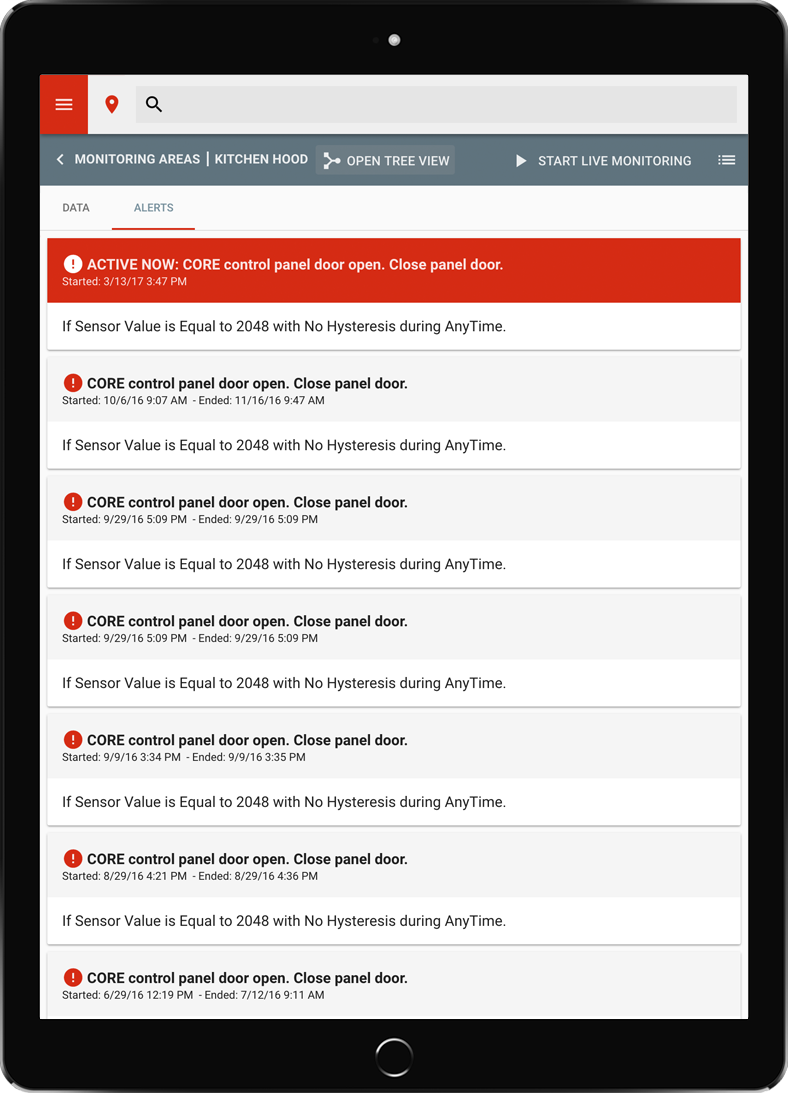 MONITORING AREAS | KITCHEN HOOD OPEN TREE VIEW START LIVE MONITORING
DATA ALERTS
ACTIVE NOW: CORE control panel door open. Close panel door.
Started: 3/13/17 3:47 PM
If Sensor Value is Equal to 2048 with No Hysteresis during AnyTime.
CORE control panel door open. Close panel door.
Started: 10/6/16 9:07 AM - Ended: 11/16/16 9:47 AM
If Sensor Value is Equal to 2048 with No Hysteresis during AnyTime.
CORE control panel door open. Close panel door.
Started: 9/29/16 5:09 PM - Ended: 9/29/16 5:09 PM
If Sensor Value is Equal to 2048 with No Hysteresis during AnyTime.
CORE control panel door open. Close panel door.
Started: 9/29/16 5:09 PM - Ended: 9/29/16 5:09 PM
If Sensor Value is Equal to 2048 with No Hysteresis during AnyTime.
CORE control panel door open. Close panel door.
Started: 9/9/16 3:34 PM - Ended: 9/9/16 3:35 PM
If Sensor Value is Equal to 2048 with No Hysteresis during AnyTime.
CORE control panel door open. Close panel door.
Started: 8/29/16 4:21 PM - Ended: 8/29/16 4:36 PM
If Sensor Value is Equal to 2048 with No Hysteresis during AnyTime.
CORE control panel door open. Close panel door.
Started: 6/29/16 12:19 PM - Ended: 7/12/16 9:11 AM